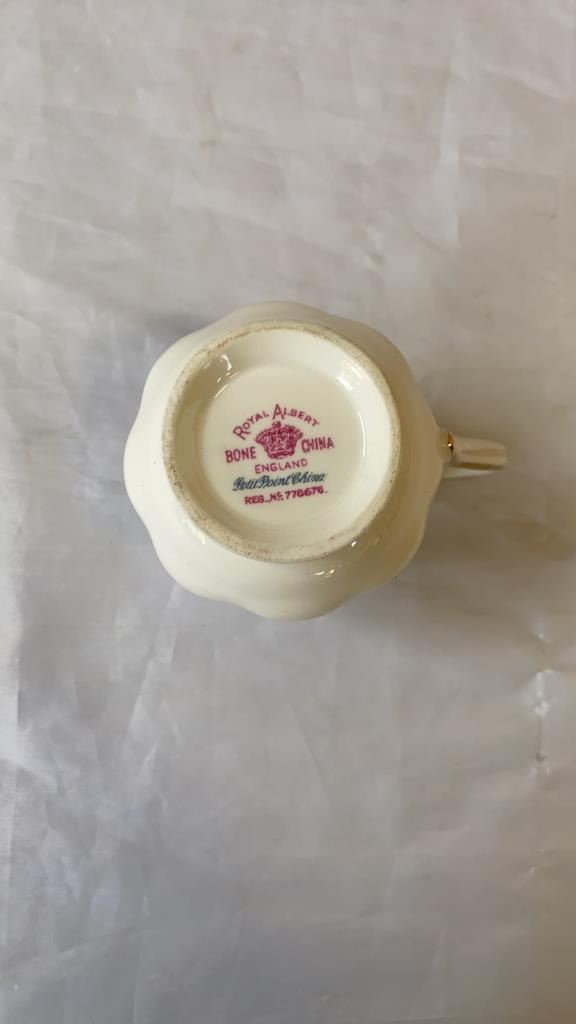 ROYAL ALBERT
BONE CHINA
ENGLAND
Petit Point China
REG. Nº. 778676.